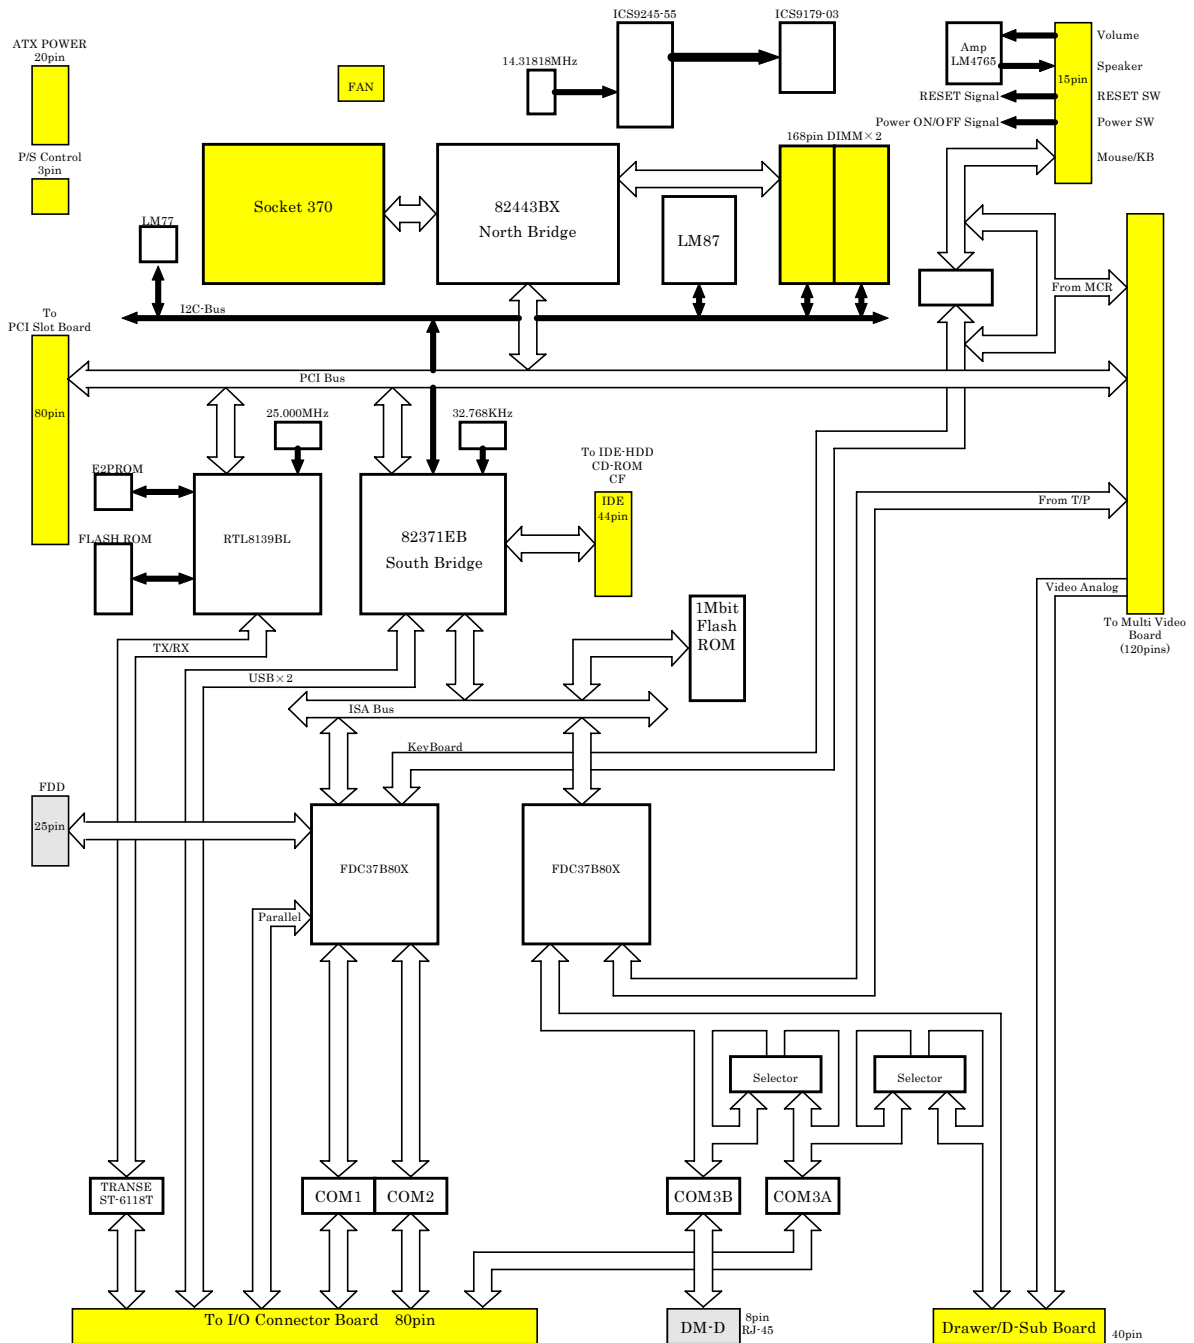 ICS9245-55
ICS9179-03
ATX POWER
20pin
FAN
14.31818MHz
Amp
LM4765
15pin
Volume
Speaker
RESET Signal
RESET SW
Power ON/OFF Signal
Power SW
Mouse/KB
P/S Control
3pin
168pin DIMM×2
Socket 370
82443BX
North Bridge
LM87
LM77
I2C-Bus
From MCR
To
PCI Slot Board
80pin
PCI Bus
25.000MHz
32.768KHz
To IDE-HDD
CD-ROM
CF
IDE
44pin
E2PROM
FLASH ROM
RTL8139BL
82371EB
South Bridge
From T/P
Video Analog
To Multi Video
Board
(120pins)
1Mbit
Flash
ROM
TX/RX
USB×2
ISA Bus
KeyBoard
FDD
25pin
FDC37B80X
FDC37B80X
Parallel
Selector
Selector
TRANSE
ST-6118T
COM1
COM2
COM3B
COM3A
To I/O Connector Board 80pin
DM-D
8pin
RJ-45
Drawer/D-Sub Board
40pin